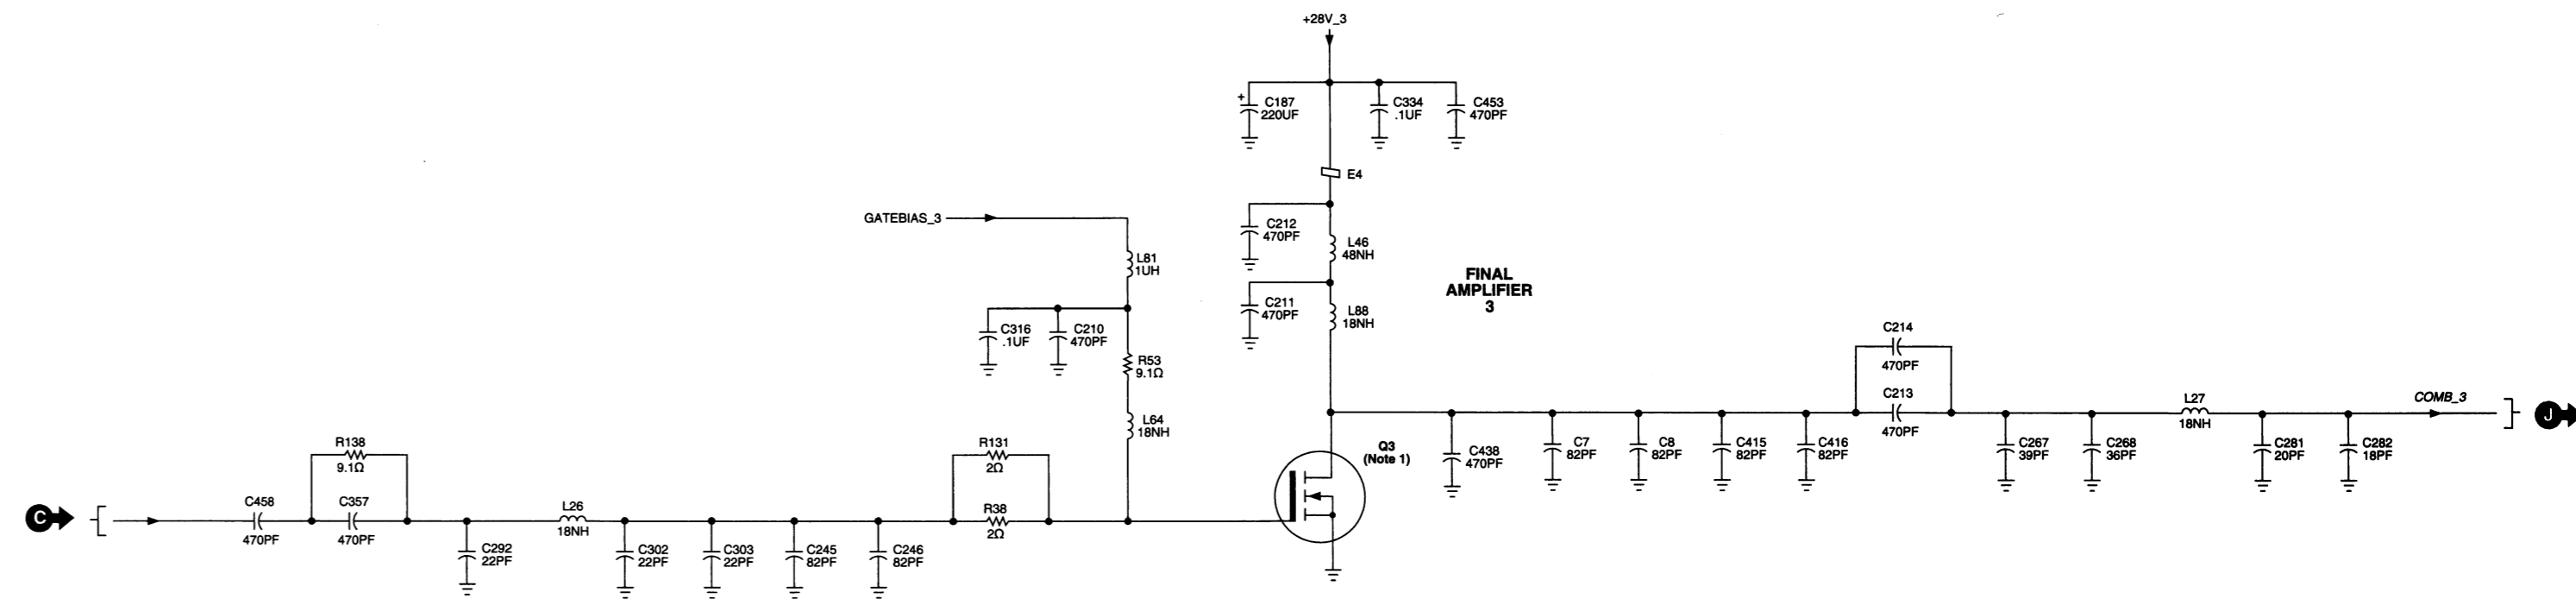 +28V_3
+
C187
220UF
C334
.1UF
C453
470PF
E4
GATEBIAS_3
C212
470PF
L46
48NH
L81
1UH
FINAL
AMPLIFIER
3
C211
470PF
L88
18NH
C316
.1UF
C210
470PF
R53
9.1Ω
C214
470PF
L64
18NH
C213
470PF
L27
18NH
COMB_3
J
R138
9.1Ω
R131
2Ω
Q3
(Note 1)
C438
470PF
C7
82PF
C8
82PF
C415
82PF
C416
82PF
C267
39PF
C268
36PF
C281
20PF
C282
18PF
C
C458
470PF
C357
470PF
L26
18NH
R38
2Ω
C292
22PF
C302
22PF
C303
22PF
C245
82PF
C246
82PF